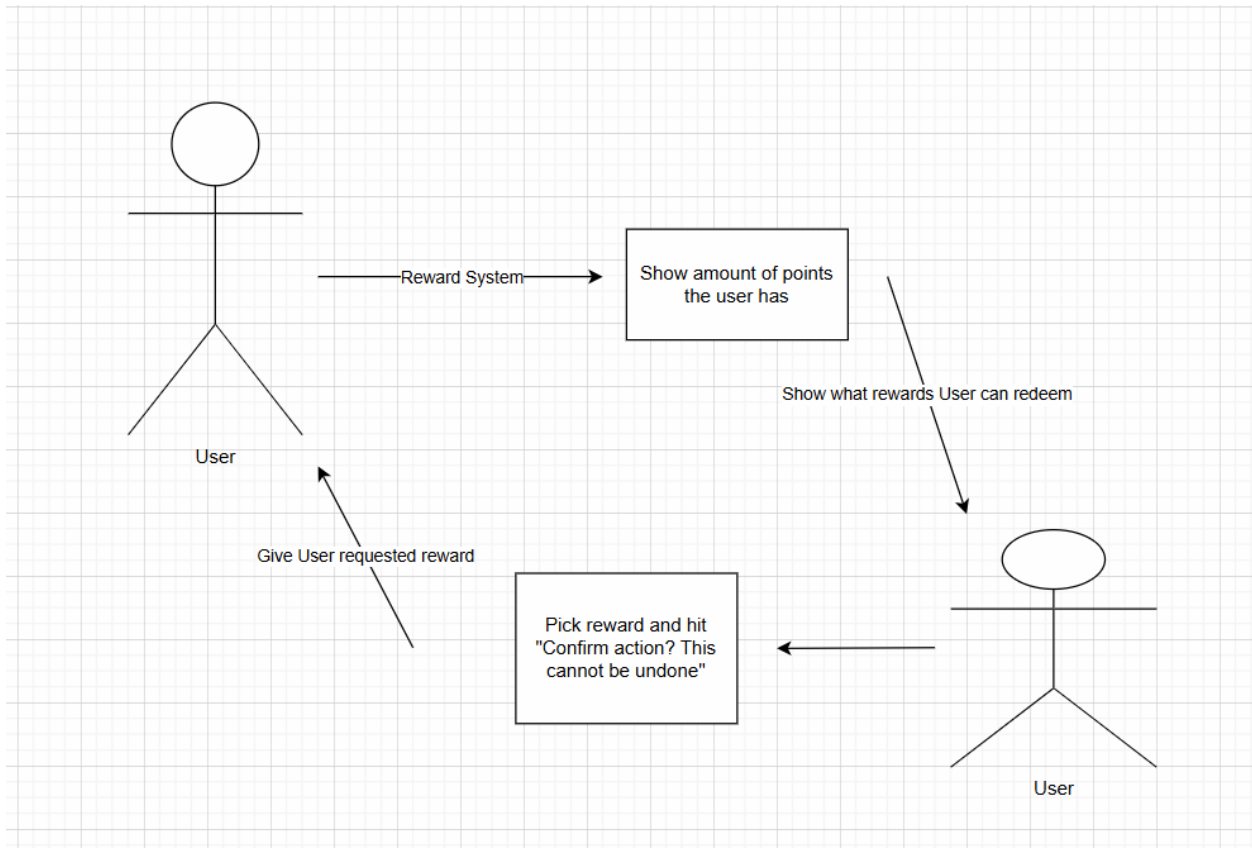 Reward System
Show amount of points
the user has
Show what rewards User can redeem
User
Give User requested reward
Pick reward and hit
"Confirm action? This
cannot be undone"
User